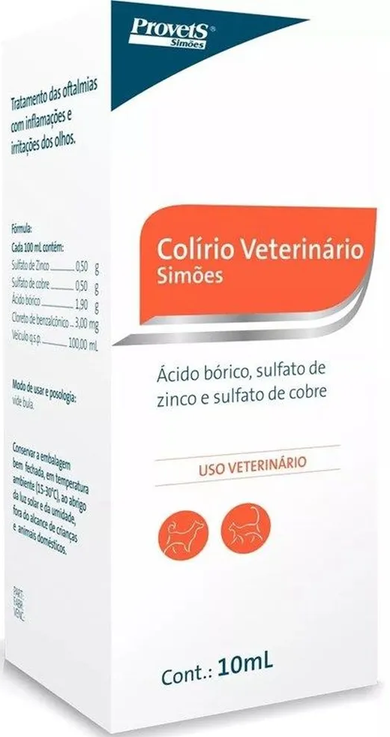 Provets
Simões
Tratamento das oftalmias
com inflamações e
irritações dos olhos.
Fórmula:
Cada 100 mL contém:
Sulfato de Zinco 0,50 g
Sulfato de cobre 0,50 g
Ácido bórico 1,90 g
Cloreto de benzalcônico 3,00 mg
Veículo q.s.p. 100,00 mL
Modo de usar e posologia:
vide bula.
Conservar a embalagem
bem fechada, em temperatura
ambiente (15-30°C), ao abrigo
da luz solar e da umidade,
fora do alcance de crianças
e animais domésticos.
PART:
FABR:
VENC:
Colírio Veterinário
Simões
Ácido bórico, sulfato de
zinco e sulfato de cobre
USO VETERINÁRIO
Cont.: 10mL